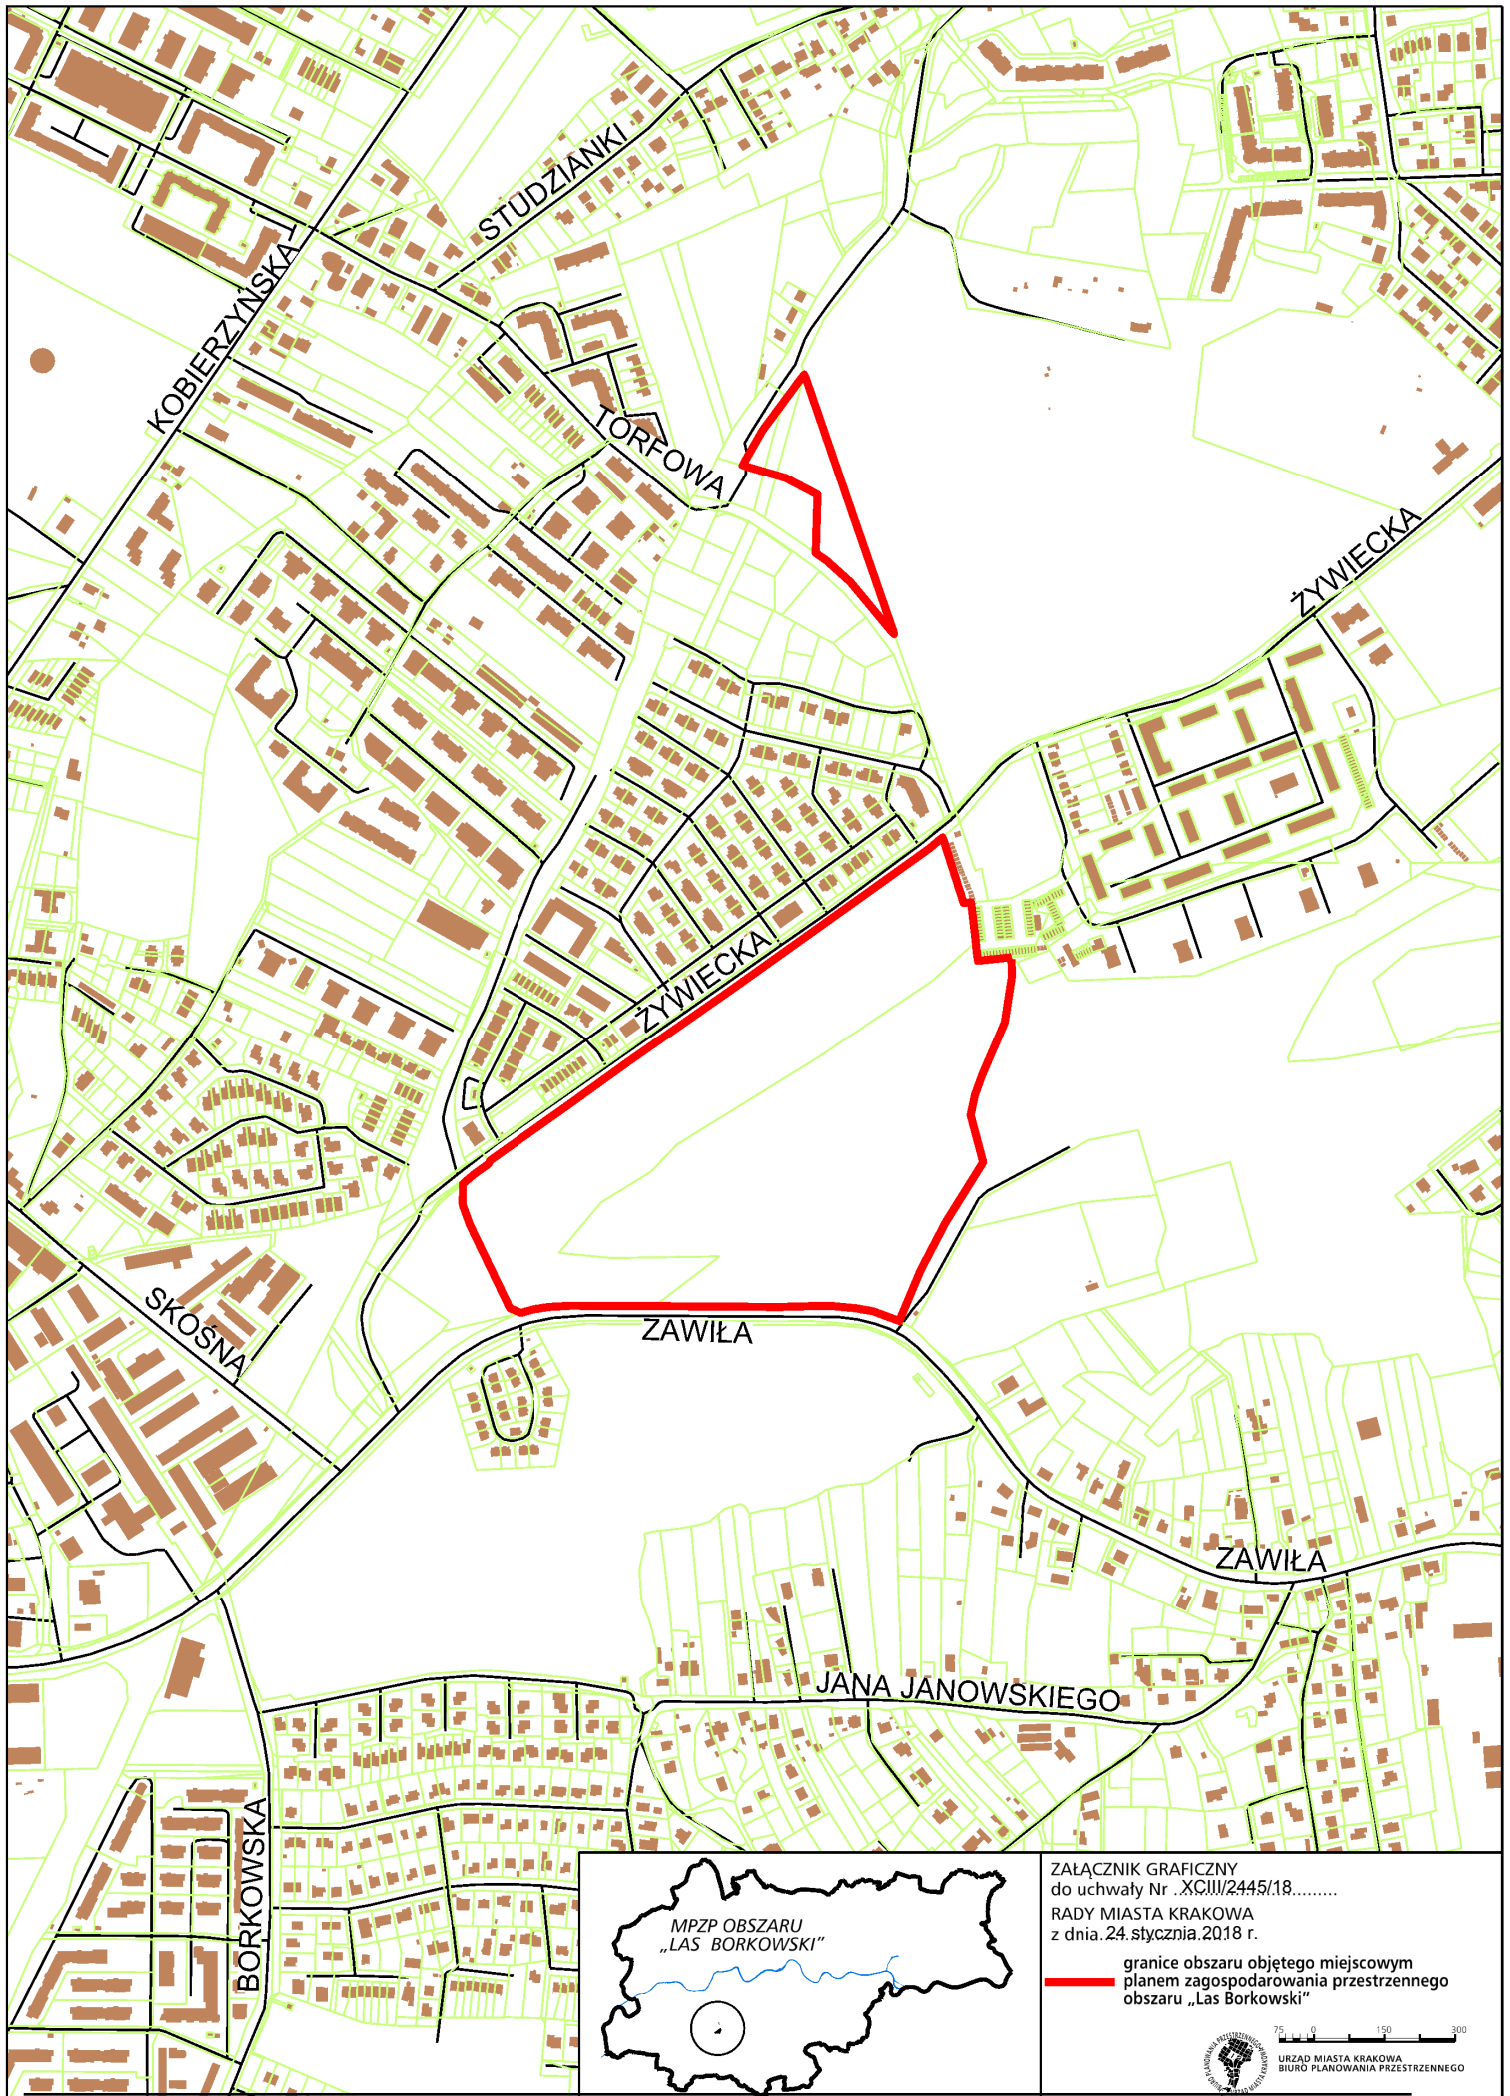 STUDZIANKI
KOBIERZYŃSKA
TORFOWA
ŻYWIECKA
ŻYWIECKA
SKOŚNA
ZAWIŁA
ZAWIŁA
JANA JANOWSKIEGO
BORKOWSKA
MPZP OBSZARU
„LAS BORKOWSKI”
ZAŁĄCZNIK GRAFICZNY
do uchwały Nr ..XCIII/2445/18.........
RADY MIASTA KRAKOWA
z dnia.24.stycznia.2018 r.
granice obszaru objętego miejscowym
planem zagospodarowania przestrzennego
obszaru „Las Borkowski”
75 0 150 300
URZĄD MIASTA KRAKOWA
BIURO PLANOWANIA PRZESTRZENNEGO